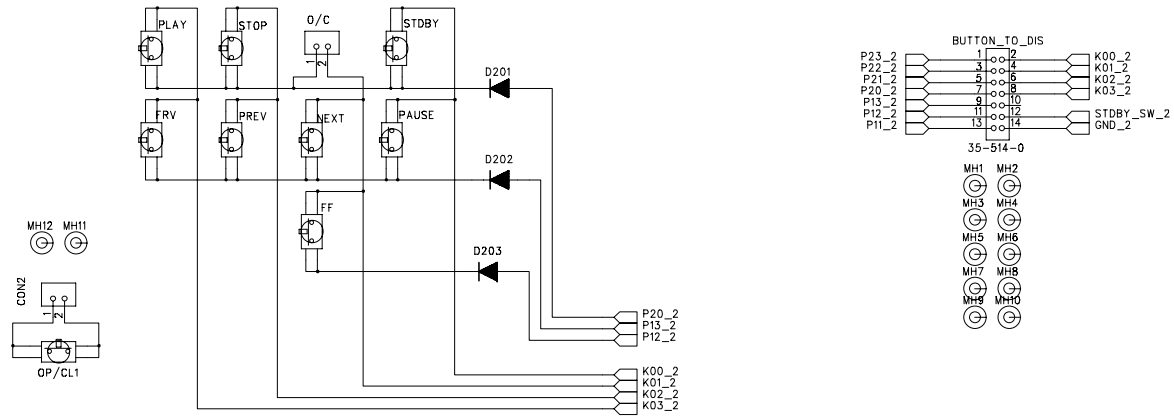 PLAY
STOP
O/C
STDBY
1
2
D201
FRV
PREV
NEXT
PAUSE
D202
FF
D203
P20_2
P13_2
P12_2
K00_2
K01_2
K02_2
K03_2
MH12 MH11
CON2
1
2
OP/CL1
BUTTON_TO_DIS
P23_2 1 2 K00_2
P22_2 3 4 K01_2
P21_2 5 6 K02_2
P20_2 7 8 K03_2
P13_2 9 10
P12_2 11 12 STDBY_SW_2
P11_2 13 14 GND_2
35-514-0
MH1 MH2
MH3 MH4
MH5 MH6
MH7 MH8
MH9 MH10